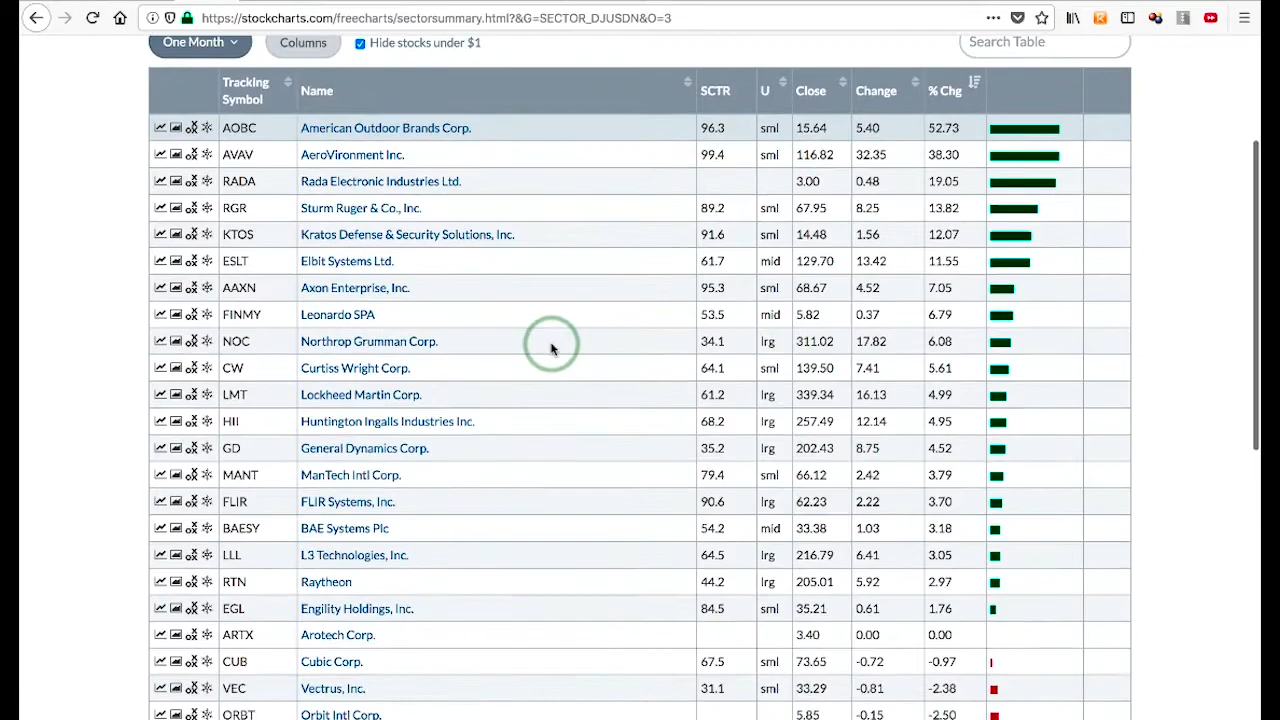 https://stockcharts.com/freecharts/sectorsummary.html?&G=SECTOR_DJUSDN&O=3
One Month Columns Hide stocks under $1 Search Table
Tracking Symbol Name SCTR U Close Change % Chg
AOBC American Outdoor Brands Corp. 96.3 sml 15.64 5.40 52.73
AVAV AeroVironment Inc. 99.4 sml 116.82 32.35 38.30
RADA Rada Electronic Industries Ltd. 3.00 0.48 19.05
RGR Sturm Ruger & Co., Inc. 89.2 sml 67.95 8.25 13.82
KTOS Kratos Defense & Security Solutions, Inc. 91.6 sml 14.48 1.56 12.07
ESLT Elbit Systems Ltd. 61.7 mid 129.70 13.42 11.55
AAXN Axon Enterprise, Inc. 95.3 sml 68.67 4.52 7.05
FINMY Leonardo SPA 53.5 mid 5.82 0.37 6.79
NOC Northrop Grumman Corp. 34.1 lrg 311.02 17.82 6.08
CW Curtiss Wright Corp. 64.1 sml 139.50 7.41 5.61
LMT Lockheed Martin Corp. 61.2 lrg 339.34 16.13 4.99
HII Huntington Ingalls Industries Inc. 68.2 lrg 257.49 12.14 4.95
GD General Dynamics Corp. 35.2 lrg 202.43 8.75 4.52
MANT ManTech Intl Corp. 79.4 sml 66.12 2.42 3.79
FLIR FLIR Systems, Inc. 90.6 lrg 62.23 2.22 3.70
BAESY BAE Systems Plc 54.2 mid 33.38 1.03 3.18
LLL L3 Technologies, Inc. 64.5 lrg 216.79 6.41 3.05
RTN Raytheon 44.2 lrg 205.01 5.92 2.97
EGL Engility Holdings, Inc. 84.5 sml 35.21 0.61 1.76
ARTX Arotech Corp. 3.40 0.00 0.00
CUB Cubic Corp. 67.5 sml 73.65 -0.72 -0.97
VEC Vectrus, Inc. 31.1 sml 33.29 -0.81 -2.38
ORBT Orbit Intl Corp. 5.85 -0.15 -2.50